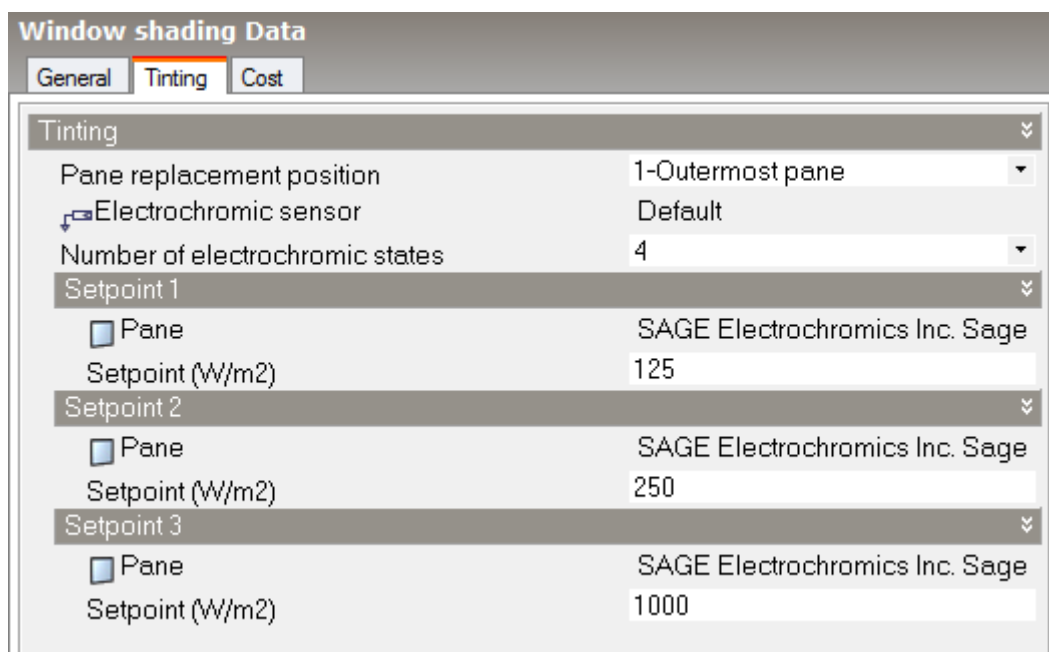 Window shading Data
General Tinting Cost
Tinting
Pane replacement position 1-Outermost pane
Electrochromic sensor Default
Number of electrochromic states 4
Setpoint 1
Pane SAGE Electrochromics Inc. Sage
Setpoint (W/m2) 125
Setpoint 2
Pane SAGE Electrochromics Inc. Sage
Setpoint (W/m2) 250
Setpoint 3
Pane SAGE Electrochromics Inc. Sage
Setpoint (W/m2) 1000